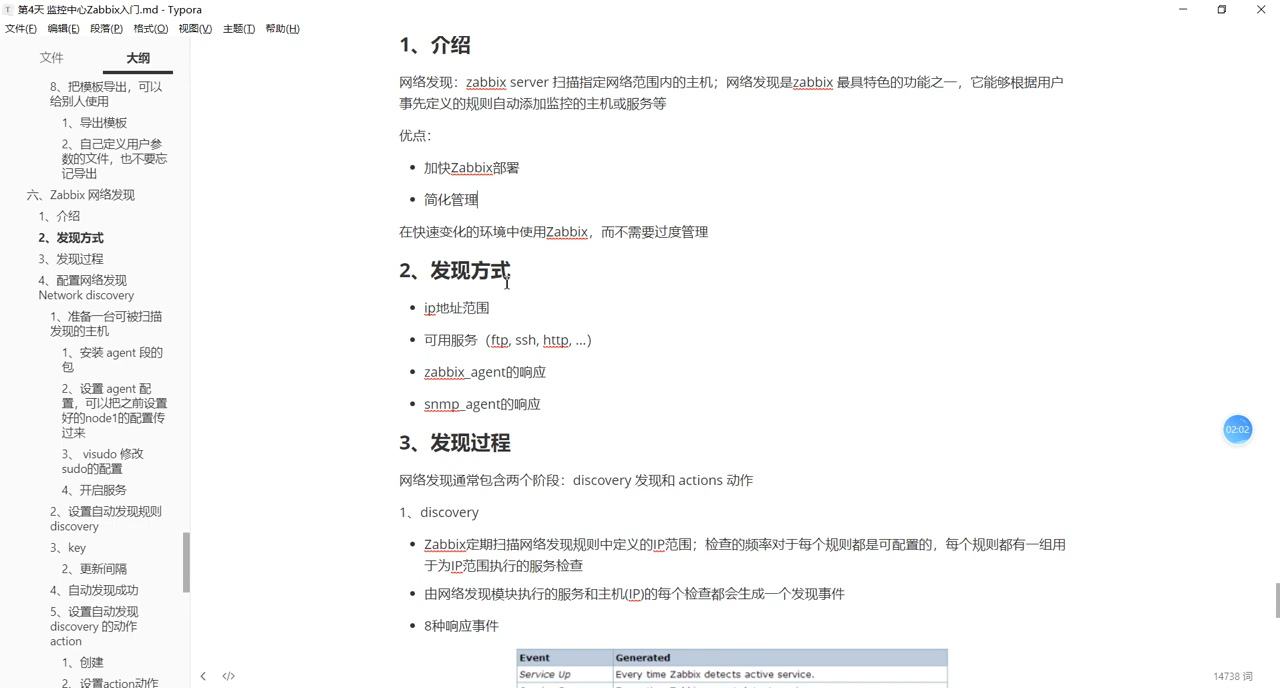 第4天 监控中心Zabbix入门.md - Typora
文件(F) 编辑(E) 段落(P) 格式(O) 视图(V) 主题(T) 帮助(H)
文件 大纲
8、把模板导出，可以
给别人使用
1、导出模板
2、自己定义用户参
数的文件，也不要忘
记导出
六、Zabbix 网络发现
1、介绍
2、发现方式
3、发现过程
4、配置网络发现
Network discovery
1、准备一台可被扫描
发现的主机
1、安装 agent 段的
包
2、设置 agent 配
置，可以把之前设置
好的node1的配置传
过来
3、 visudo 修改
sudo的配置
4、开启服务
2、设置自动发现规则
discovery
3、key
2、更新间隔
4、自动发现成功
5、设置自动发现
discovery 的动作
action
1、创建
2、设置action动作
1、介绍
网络发现：zabbix server 扫描指定网络范围内的主机；网络发现是zabbix 最具特色的功能之一，它能够根据用户
事先定义的规则自动添加监控的主机或服务等
优点：
• 加快Zabbix部署
• 简化管理
在快速变化的环境中使用Zabbix，而不需要过度管理
2、发现方式
• ip地址范围
• 可用服务（ftp, ssh, http, ...）
• zabbix_agent的响应
• snmp_agent的响应
3、发现过程
网络发现通常包含两个阶段：discovery 发现和 actions 动作
1、discovery
• Zabbix定期扫描网络发现规则中定义的IP范围；检查的频率对于每个规则都是可配置的，每个规则都有一组用
于为IP范围执行的服务检查
• 由网络发现模块执行的服务和主机(IP)的每个检查都会生成一个发现事件
• 8种响应事件
Event Generated
Service Up Every time Zabbix detects active service.
02:02
14738 词